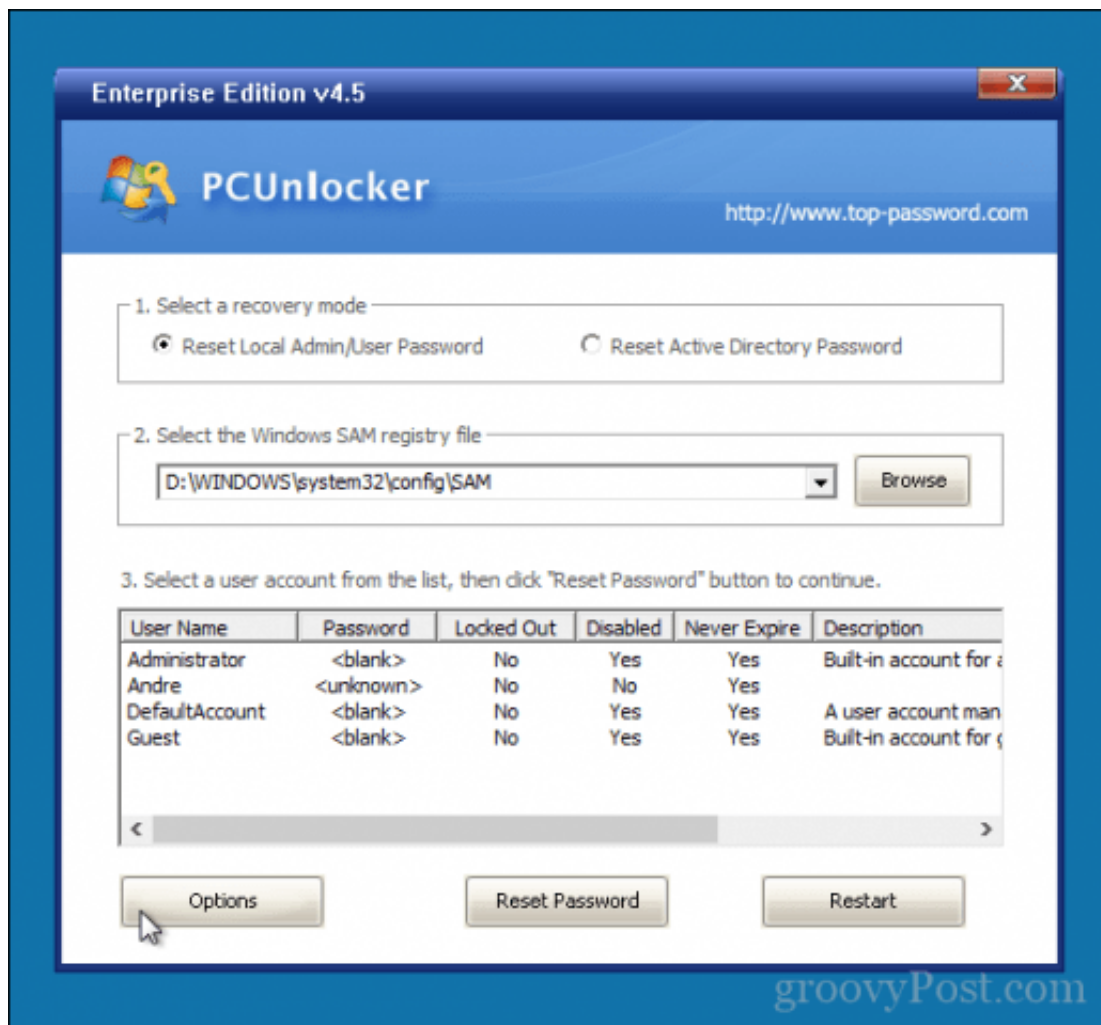 Enterprise Edition v4.5
PCUnlocker
http://www.top-password.com
1. Select a recovery mode
Reset Local Admin/User Password Reset Active Directory Password
2. Select the Windows SAM registry file
D:\WINDOWS\system32\config\SAM Browse
3. Select a user account from the list, then click "Reset Password" button to continue.
User Name Password Locked Out Disabled Never Expire Description
Administrator <blank> No Yes Yes Built-in account for a
Andre <unknown> No No Yes
DefaultAccount <blank> No Yes Yes A user account man
Guest <blank> No Yes Yes Built-in account for g
Options Reset Password Restart
groovyPost.com